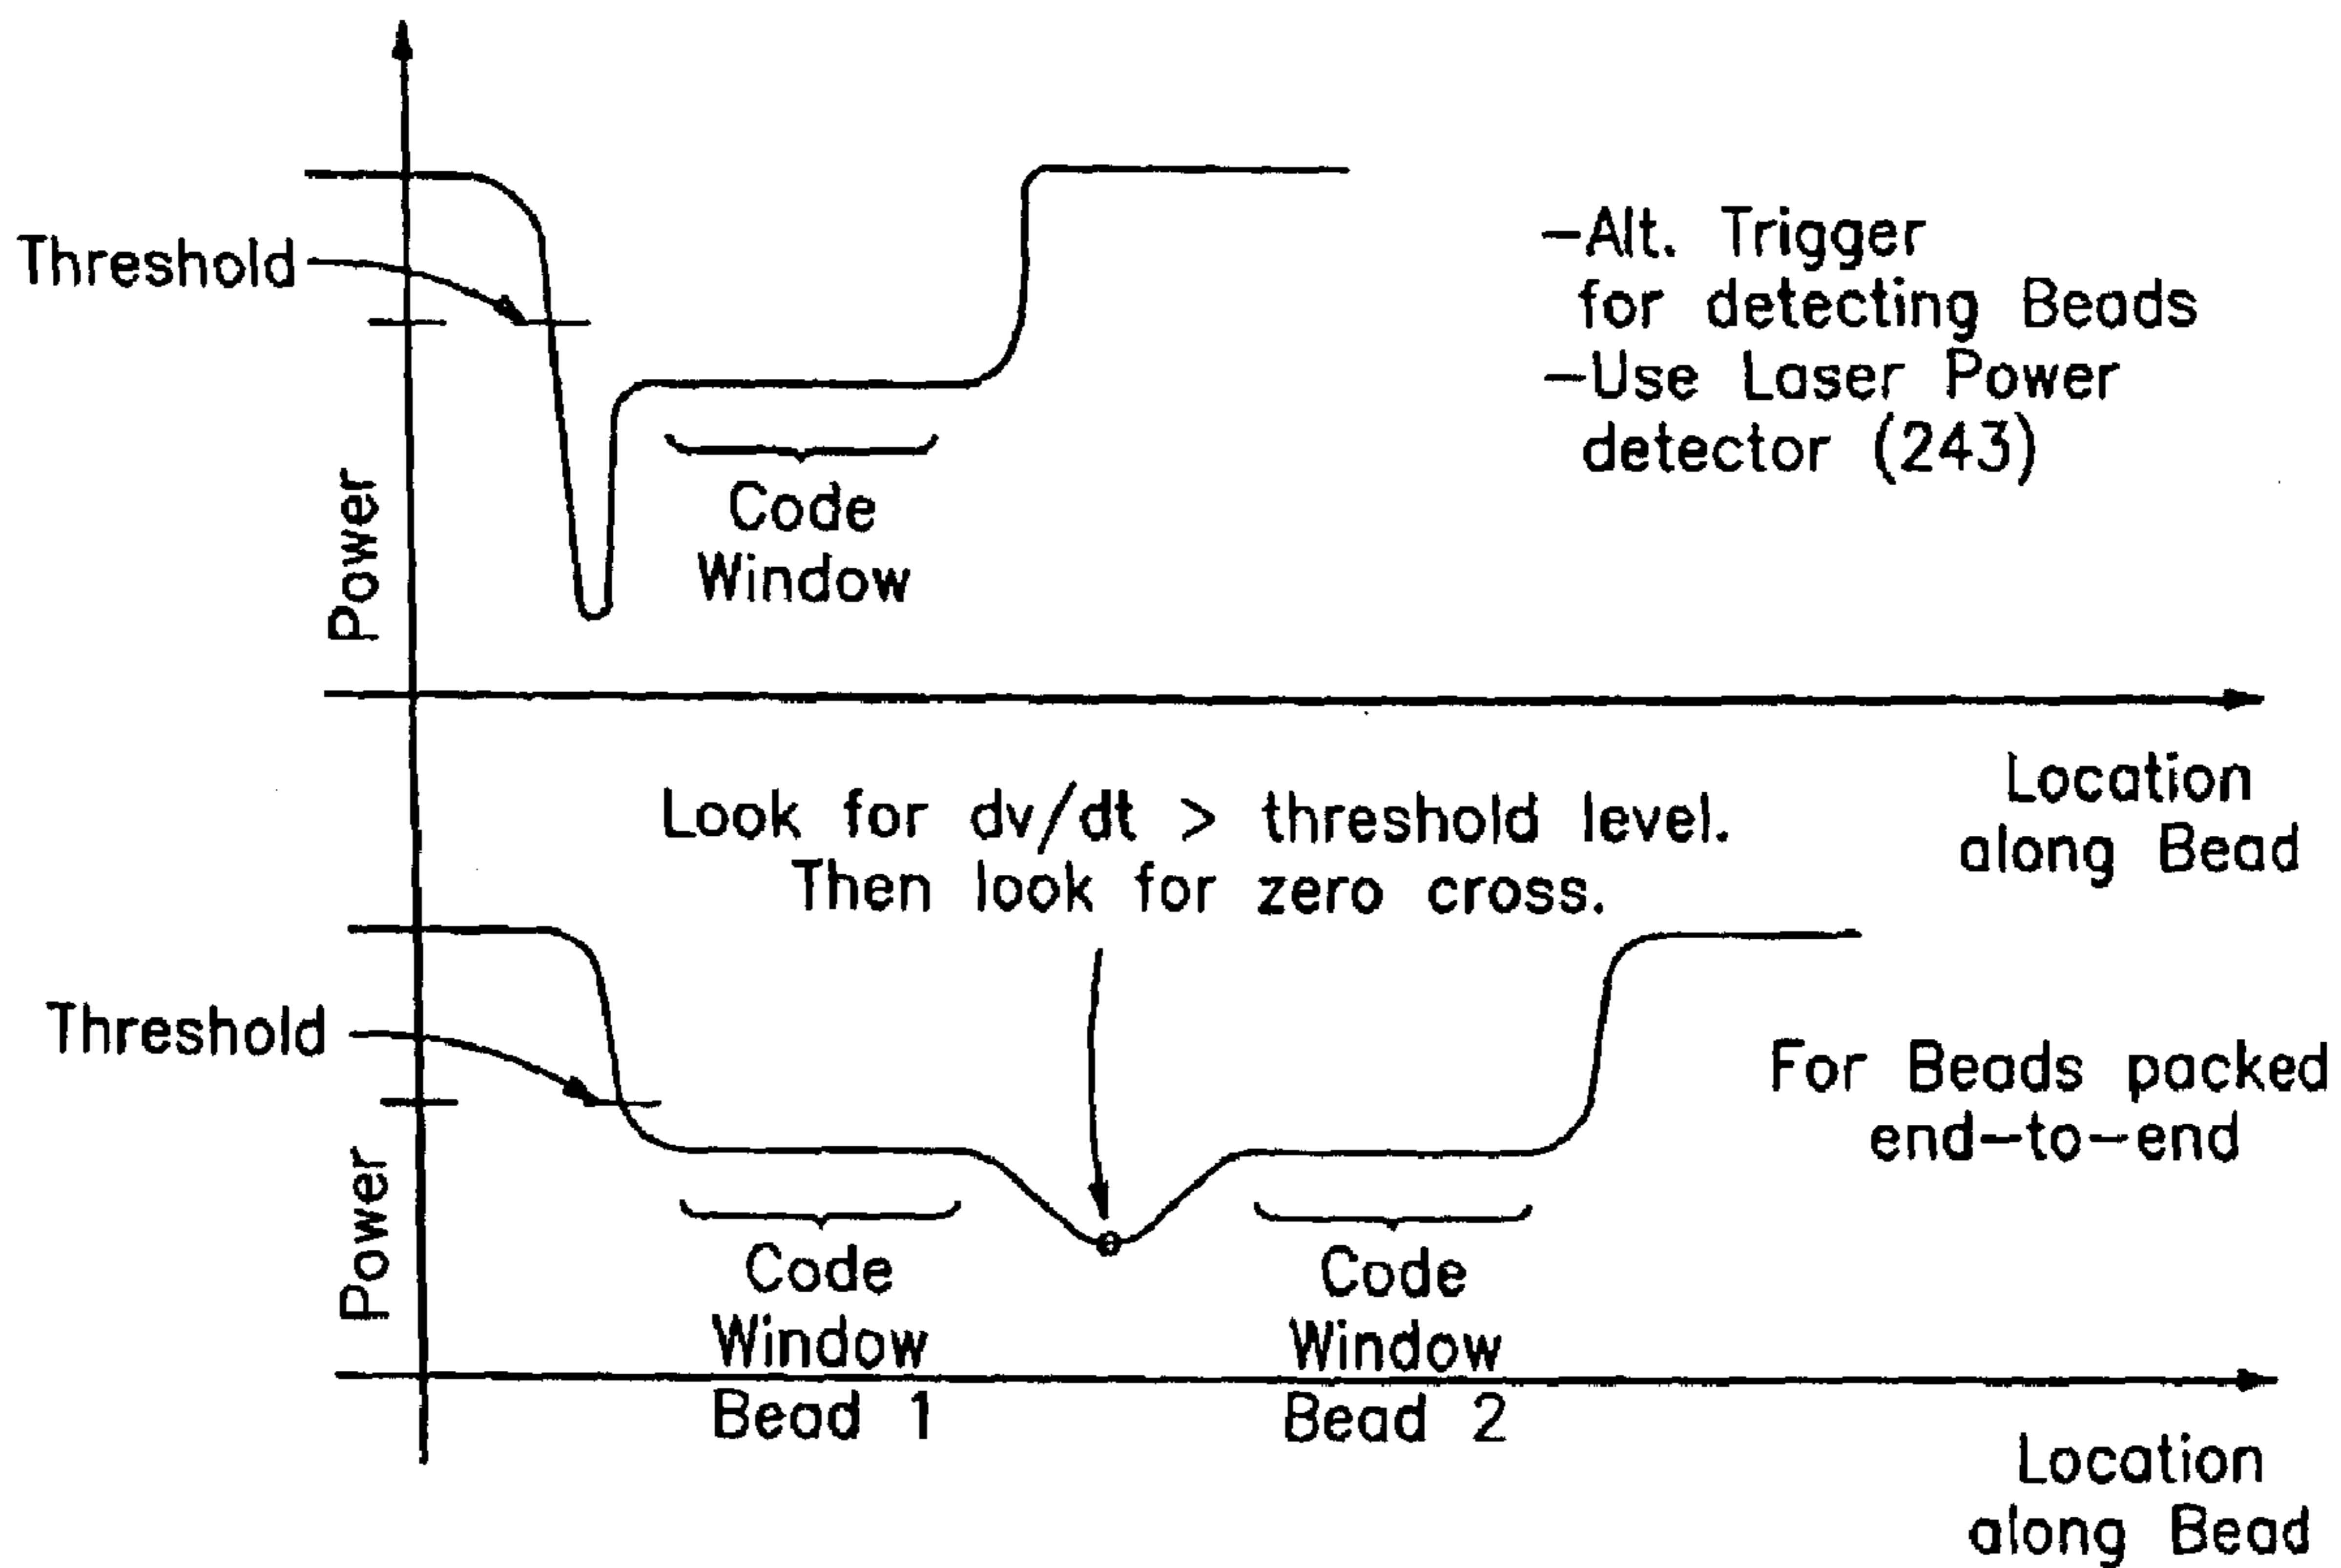 Threshold
Power
Code
Window
—Alt. Trigger
for detecting Beads
—Use Laser Power
detector (243)
Location
along Bead
Look for dv/dt > threshold level.
Then look for zero cross.
Threshold
Power
Code
Window
Bead 1
Code
Window
Bead 2
For Beads packed
end—to—end
Location
along Bead